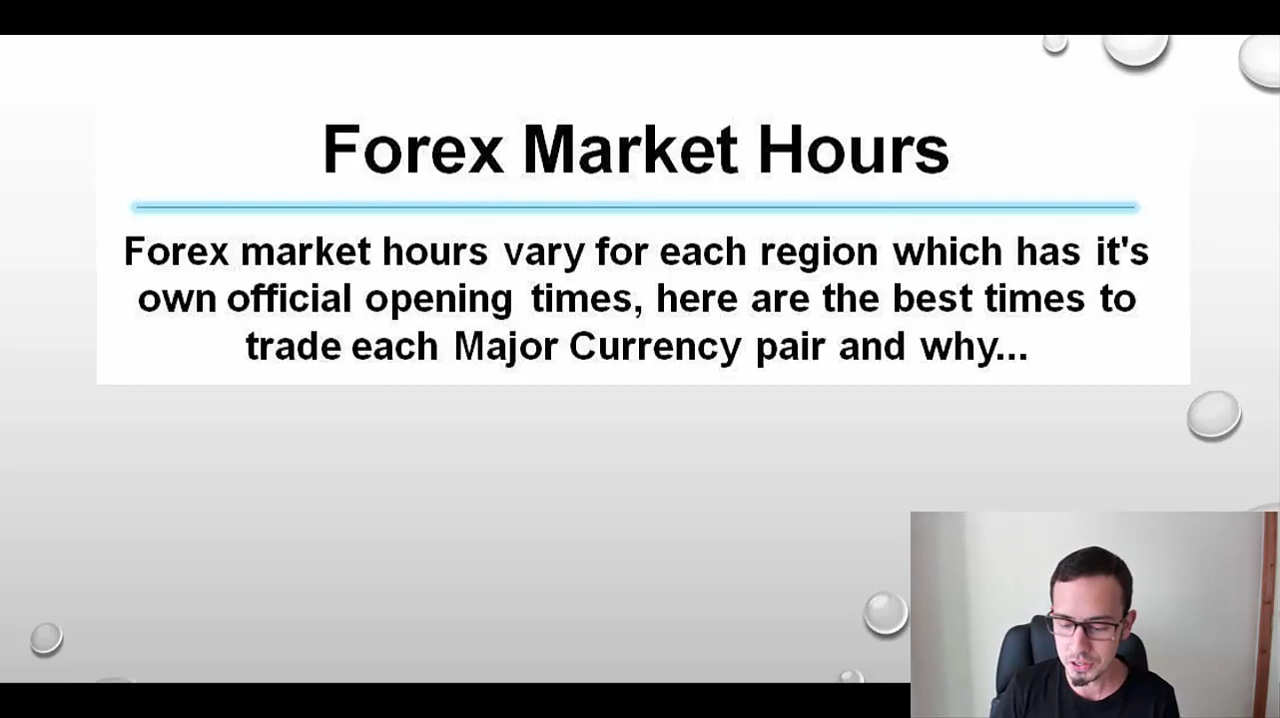 Forex Market Hours
Forex market hours vary for each region which has it's
own official opening times, here are the best times to
trade each Major Currency pair and why...